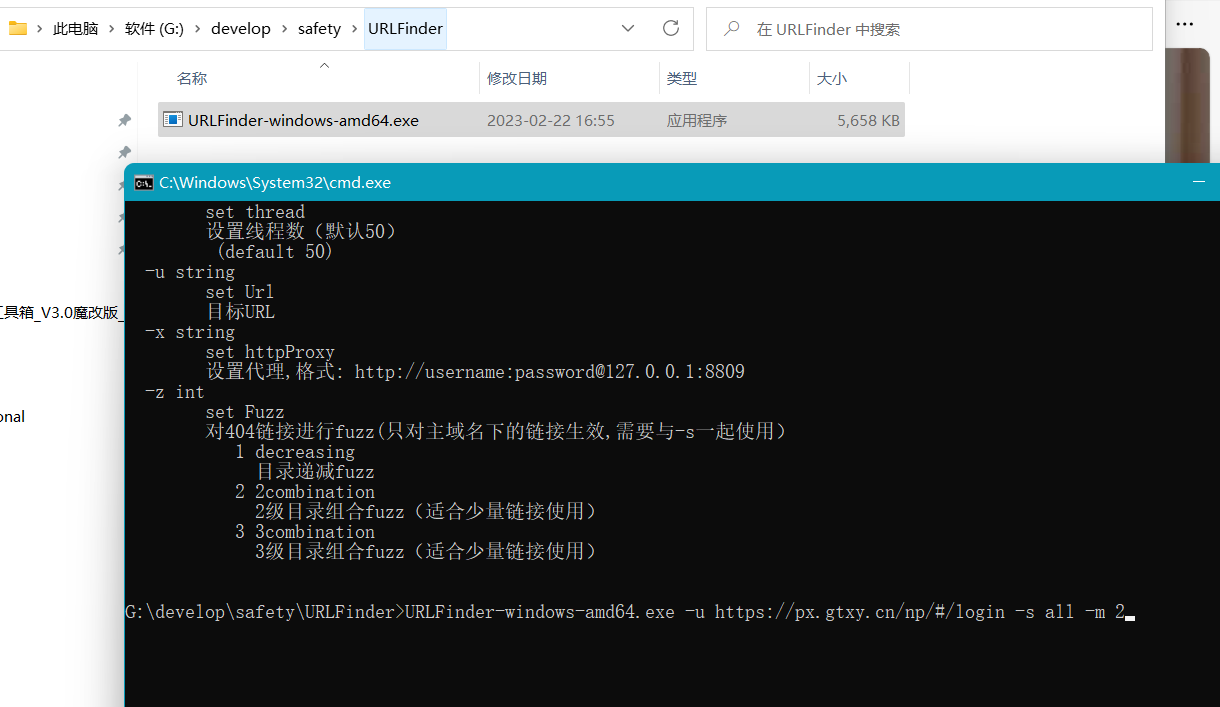 此电脑 › 软件 (G:) › develop › safety › URLFinder
在 URLFinder 中搜索
名称 修改日期 类型 大小
URLFinder-windows-amd64.exe 2023-02-22 16:55 应用程序 5,658 KB
C:\Windows\System32\cmd.exe
set thread
设置线程数（默认50）
(default 50)
-u string
set Url
目标URL
具箱_V3.0魔改版_
-x string
set httpProxy
设置代理,格式: http://username:password@127.0.0.1:8809
-z int
set Fuzz
onal
对404链接进行fuzz(只对主域名下的链接生效,需要与-s一起使用）
1 decreasing
目录递减fuzz
2 2combination
2级目录组合fuzz（适合少量链接使用）
3 3combination
3级目录组合fuzz（适合少量链接使用）
G:\develop\safety\URLFinder>URLFinder-windows-amd64.exe -u https://px.gtxy.cn/np/#/login -s all -m 2